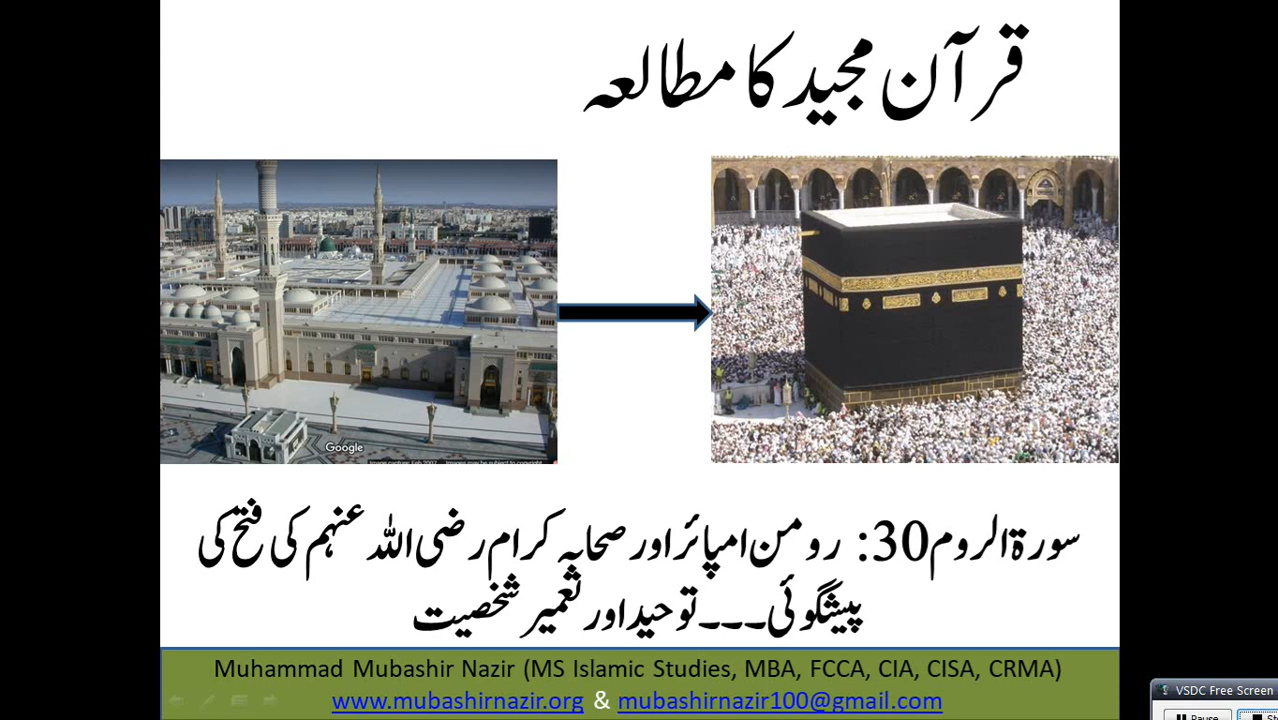 قرآن مجید کا مطالعہ
Google
سورۃ الروم 30: رومن امپائر اور صحابہ کرام رضی اللہ عنہم کی فتح کی
پیشگوئی۔۔۔ توحید اور تعمیر شخصیت
Muhammad Mubashir Nazir (MS Islamic Studies, MBA, FCCA, CIA, CISA, CRMA)
www.mubashirnazir.org & mubashirnazir100@gmail.com
VSDC Free Screen
Pause